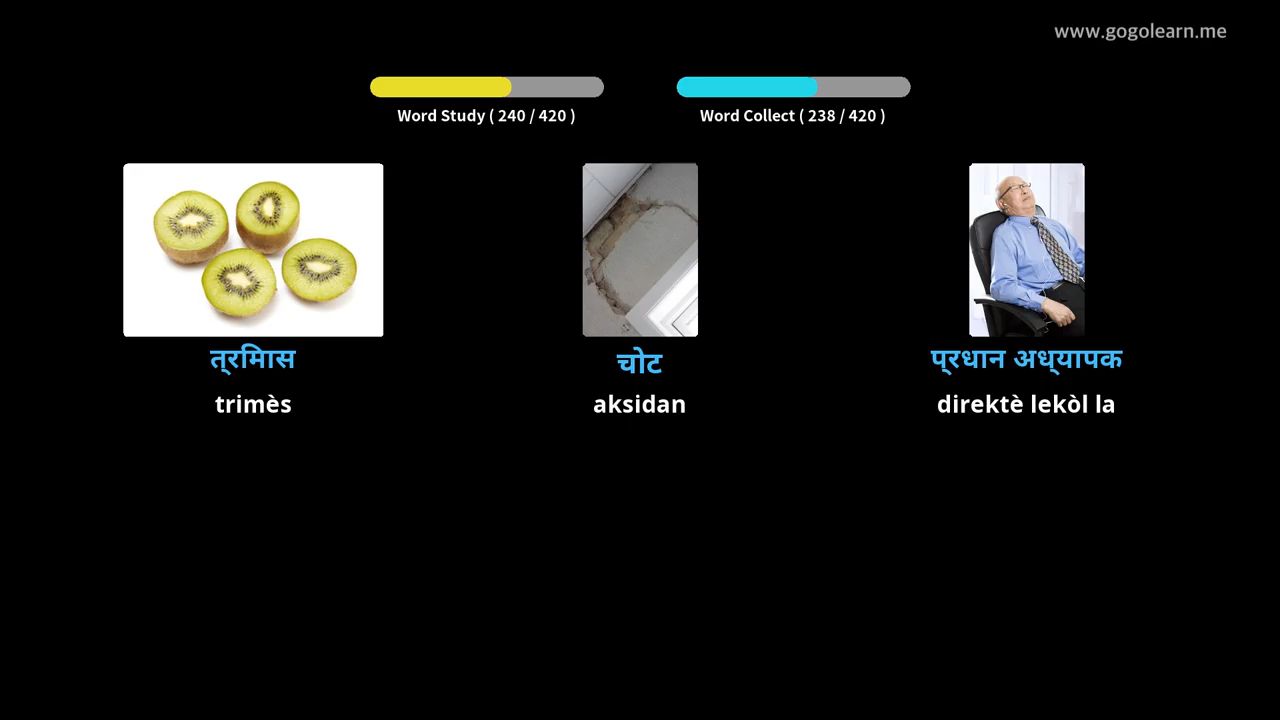 www.gogolearn.me
Word Study ( 240 / 420 )
Word Collect ( 238 / 420 )
त्रमिास
चोट
प्रधान अध्यापक
trimès
aksidan
direktè lekòl la